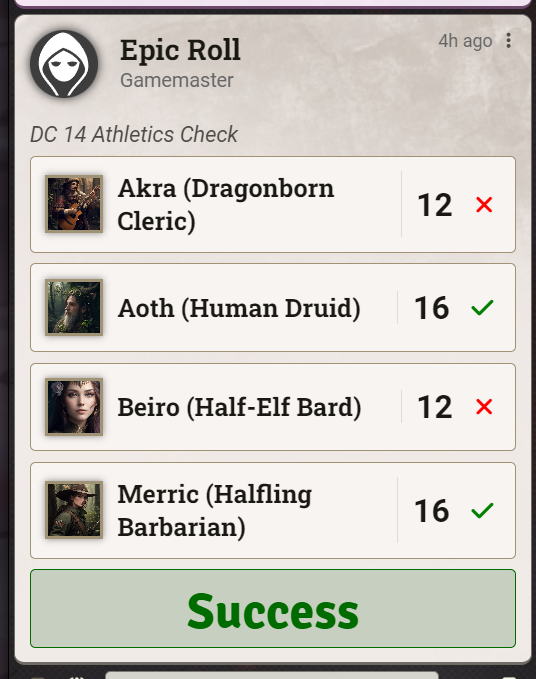 Epic Roll
4h ago
Gamemaster
DC 14 Athletics Check
Akra (Dragonborn
Cleric)
12
Aoth (Human Druid)
16
Beiro (Half-Elf Bard)
12
Merric (Halfling
Barbarian)
16
Success